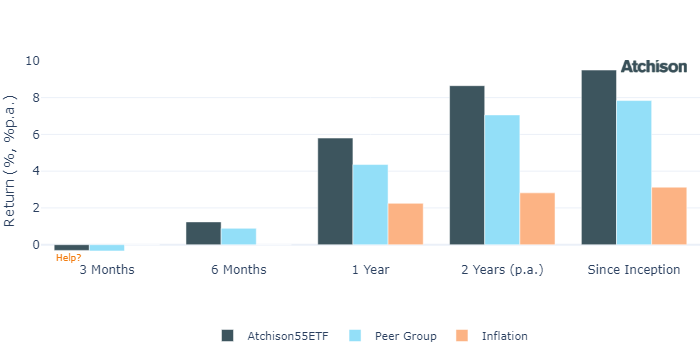 Atchison
Return (%, %p.a.)
10
8
6
4
2
0
Help?
3 Months
6 Months
1 Year
2 Years (p.a.)
Since Inception
Atchison55ETF
Peer Group
Inflation